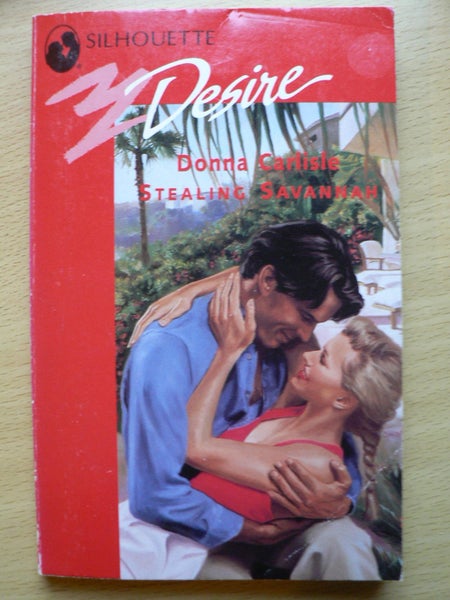 SILHOUETTE
Desire
Donna Carlisle
STEALING SAVANNAH